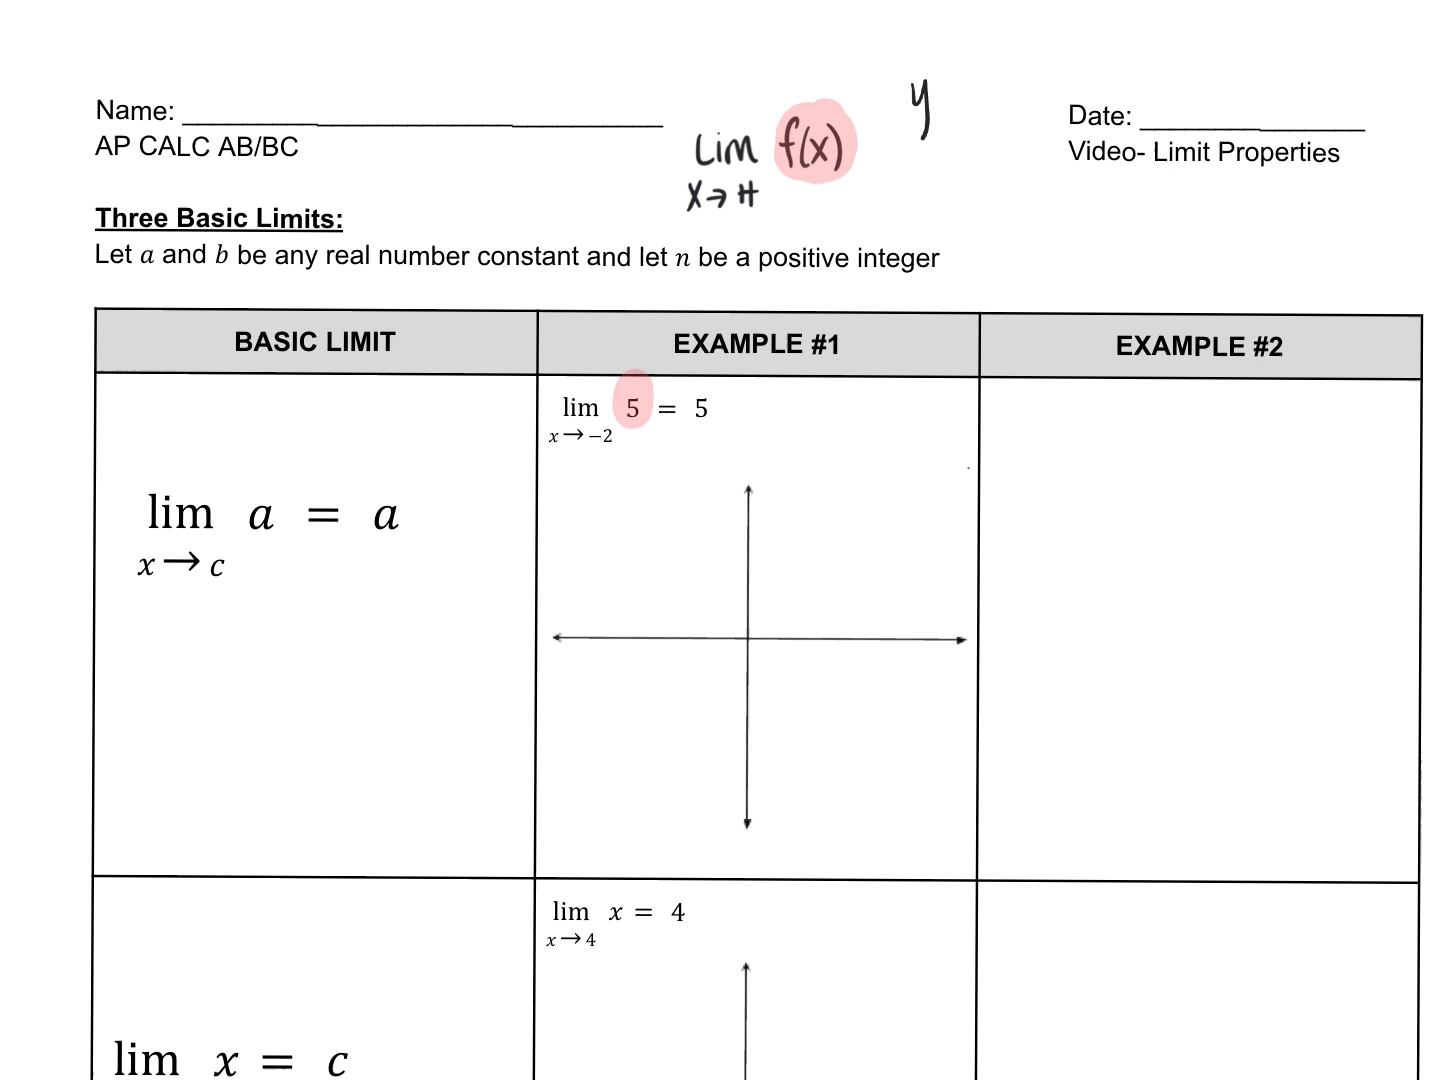 Name: ____________________
AP CALC AB/BC
Lim f(x)
x→#
y
Date: ____________________
Video- Limit Properties
Three Basic Limits:
Let a and b be any real number constant and let n be a positive integer
BASIC LIMIT
EXAMPLE #1
EXAMPLE #2
lim a = a
x→c
lim 5 = 5
x→−2
lim x = c
lim x = 4
x→4